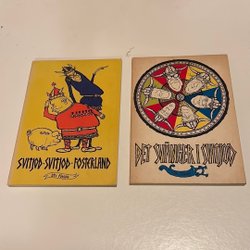 SVITJOD-SVITJOD-FOSTERLAND
DET SVÄNGER I SVITJOD